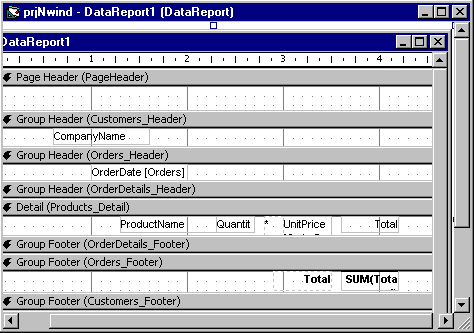 prjNwind - DataReport1 (DataReport)
DataReport1
1 2 3 4
Page Header (PageHeader)
Group Header (Customers_Header)
CompanyName
Group Header (Orders_Header)
OrderDate [Orders]
Group Header (OrderDetails_Header)
Detail (Products_Detail)
ProductName Quantit * UnitPrice Total
Group Footer (OrderDetails_Footer)
Group Footer (Orders_Footer)
Total SUM(Tota
Group Footer (Customers_Footer)